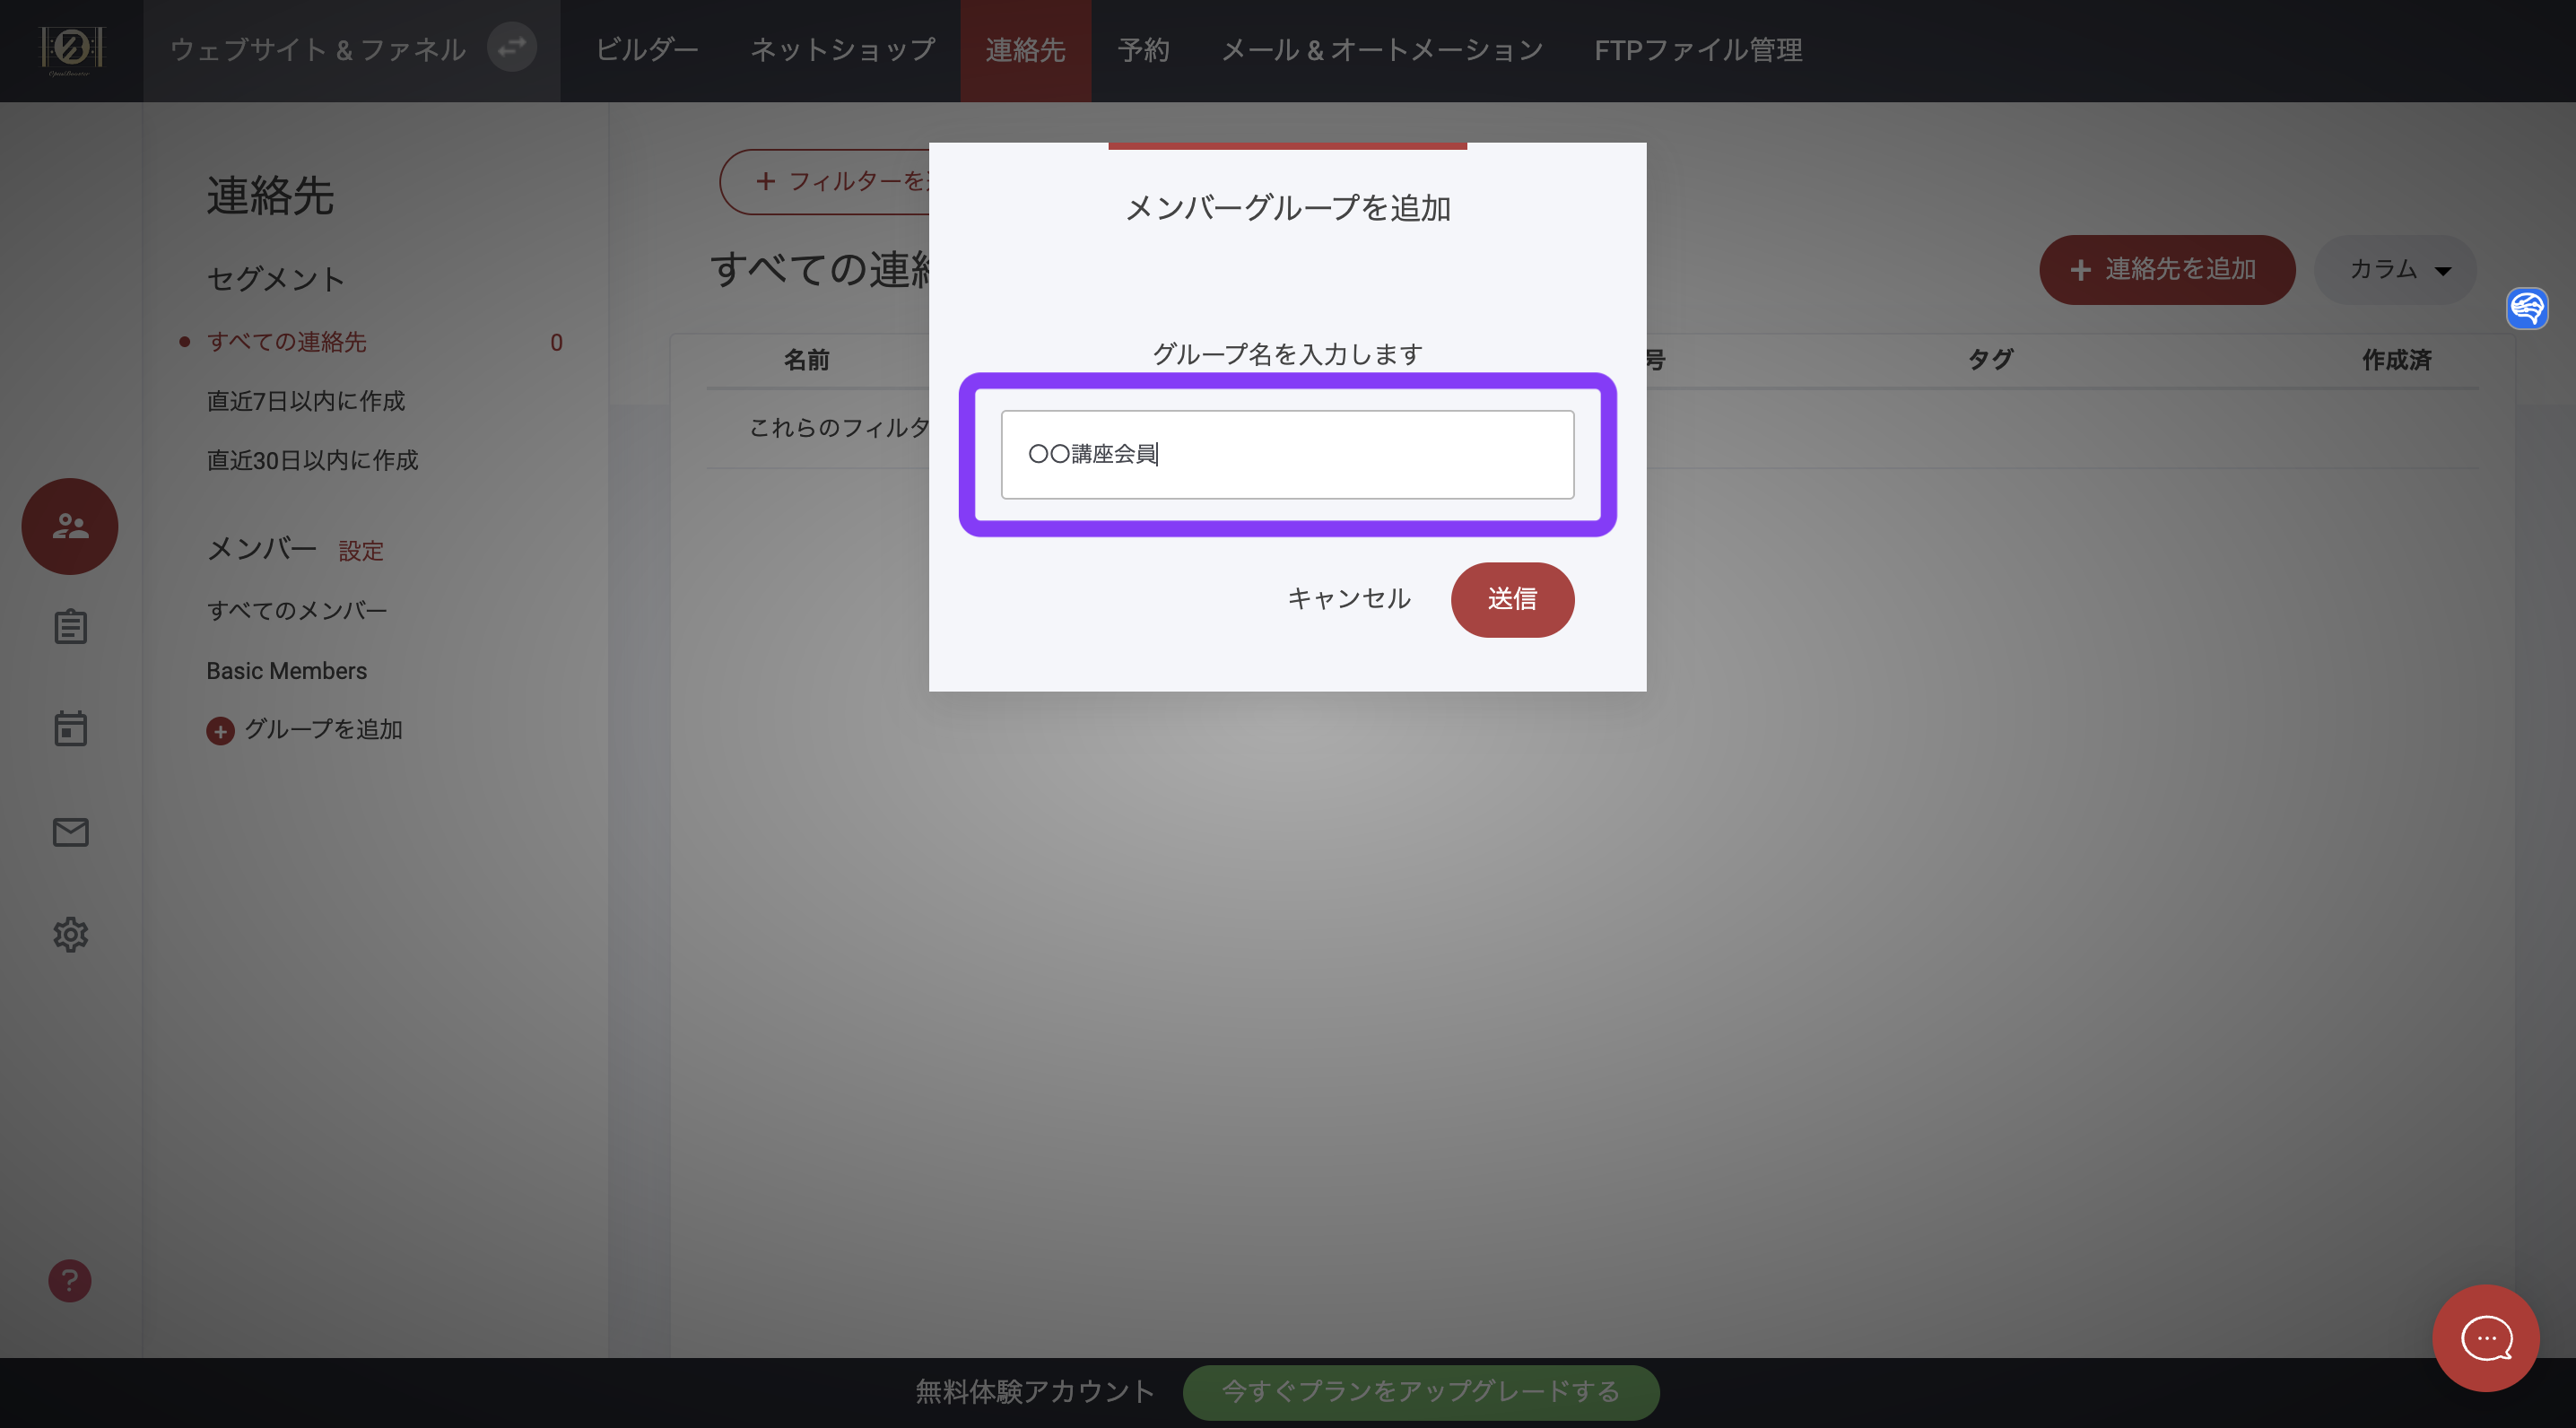 ウェブサイト & ファネル
ビルダー
ネットショップ
連絡先
予約
メール & オートメーション
FTPファイル管理
連絡先
セグメント
すべての連絡先 0
直近7日以内に作成
直近30日以内に作成
メンバー 設定
すべてのメンバー
Basic Members
+ グループを追加
+ フィルターを
すべての連絡
+ 連絡先を追加
カラム
名前
号
タグ
作成済
これらのフィルタ
メンバーグループを追加
グループ名を入力します
〇〇講座会員
キャンセル
送信
?
無料体験アカウント
今すぐプランをアップグレードする